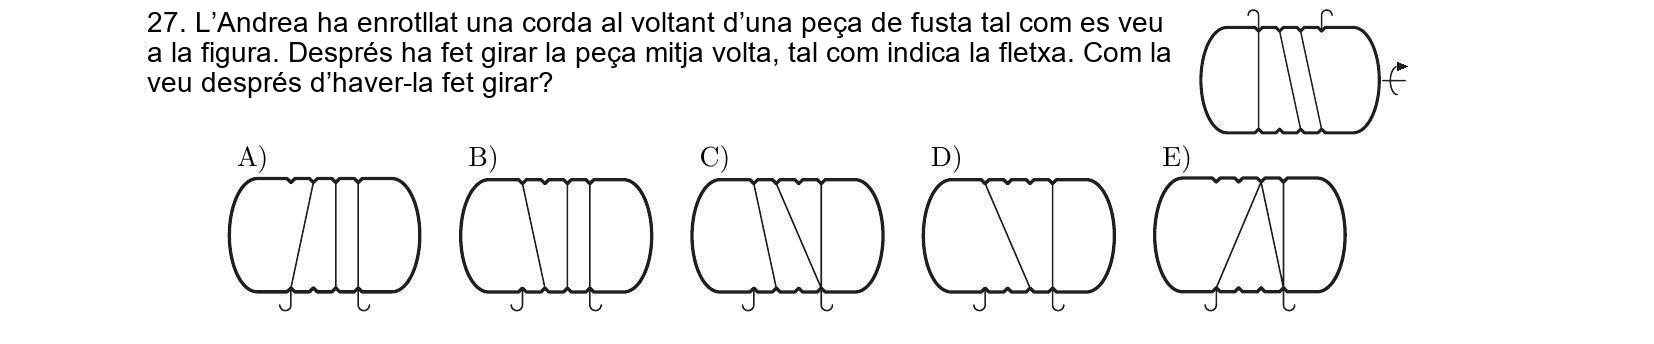 27. L’Andrea ha enrotllat una corda al voltant d’una peça de fusta tal com es veu
a la figura. Després ha fet girar la peça mitja volta, tal com indica la fletxa. Com la
veu després d’haver-la fet girar?
A) B) C) D) E)